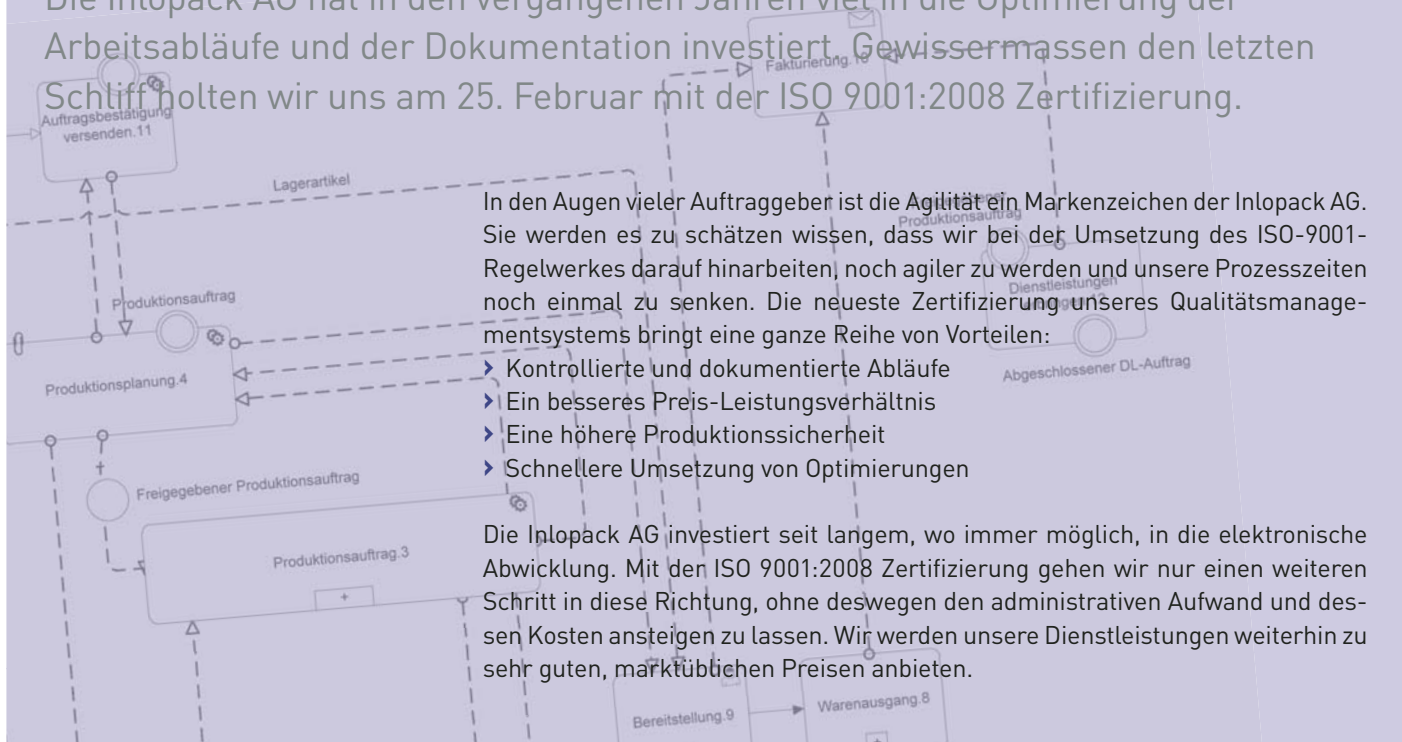 Die Inlopack AG hat in den vergangenen Jahren viel in die Optimierung der
Arbeitsabläufe und der Dokumentation investiert. Gewissermassen den letzten
Schliff holten wir uns am 25. Februar mit der ISO 9001:2008 Zertifizierung.
Fakturierung.10
Auftragsbestätigung
versenden.11
Lagerartikel
In den Augen vieler Auftraggeber ist die Agilität ein Markenzeichen der Inlopack AG.
Sie werden es zu schätzen wissen, dass wir bei der Umsetzung des ISO-9001-
Regelwerkes darauf hinarbeiten, noch agiler zu werden und unsere Prozesszeiten
noch einmal zu senken. Die neueste Zertifizierung unseres Qualitätsmanage-
mentsystems bringt eine ganze Reihe von Vorteilen:
› Kontrollierte und dokumentierte Abläufe
› Ein besseres Preis-Leistungsverhältnis
› Eine höhere Produktionssicherheit
› Schnellere Umsetzung von Optimierungen
Die Inlopack AG investiert seit langem, wo immer möglich, in die elektronische
Abwicklung. Mit der ISO 9001:2008 Zertifizierung gehen wir nur einen weiteren
Schritt in diese Richtung, ohne deswegen den administrativen Aufwand und des-
sen Kosten ansteigen zu lassen. Wir werden unsere Dienstleistungen weiterhin zu
sehr guten, marktüblichen Preisen anbieten.
Produktionsauftrag
Dienstleistungen
Abgeschlossener DL-Auftrag
Produktionsauftrag
Produktionsplanung.4
Freigegebener Produktionsauftrag
Produktionsauftrag.3
Bereitstellung.9
Warenausgang.8